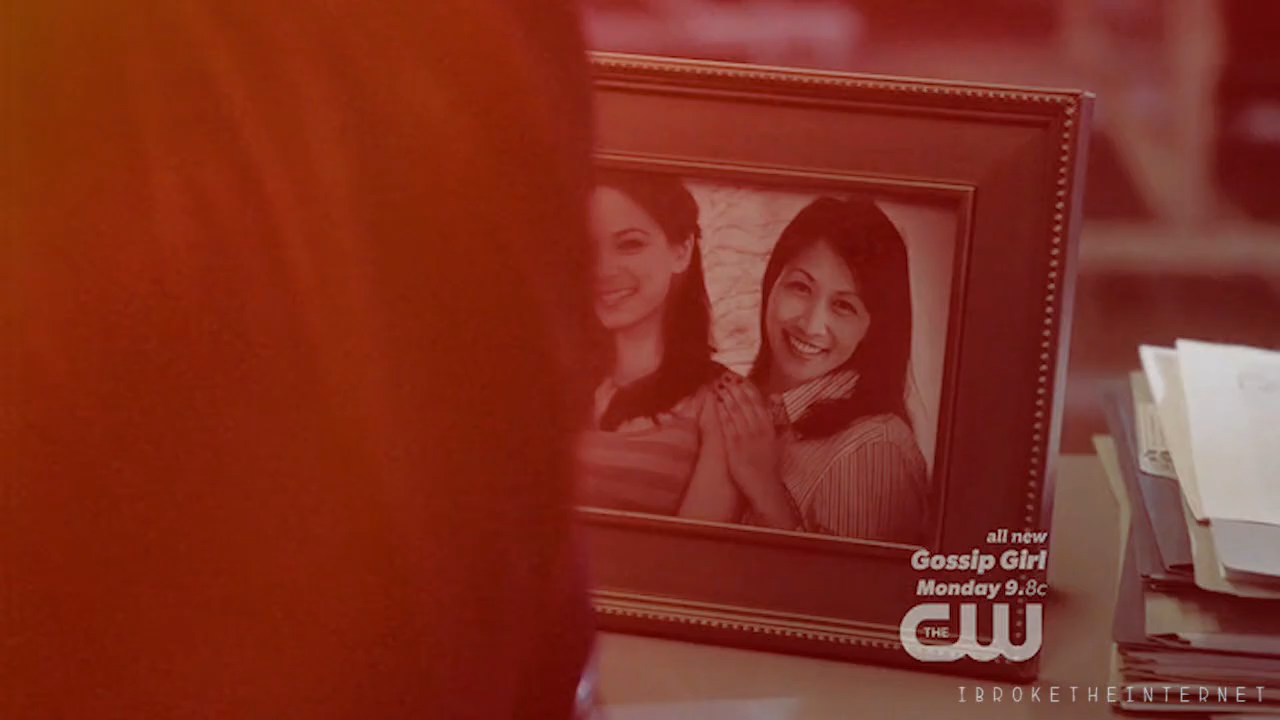 all new
Gossip Girl
Monday 9.8c
THE CW
IBROKETHEINTERNET